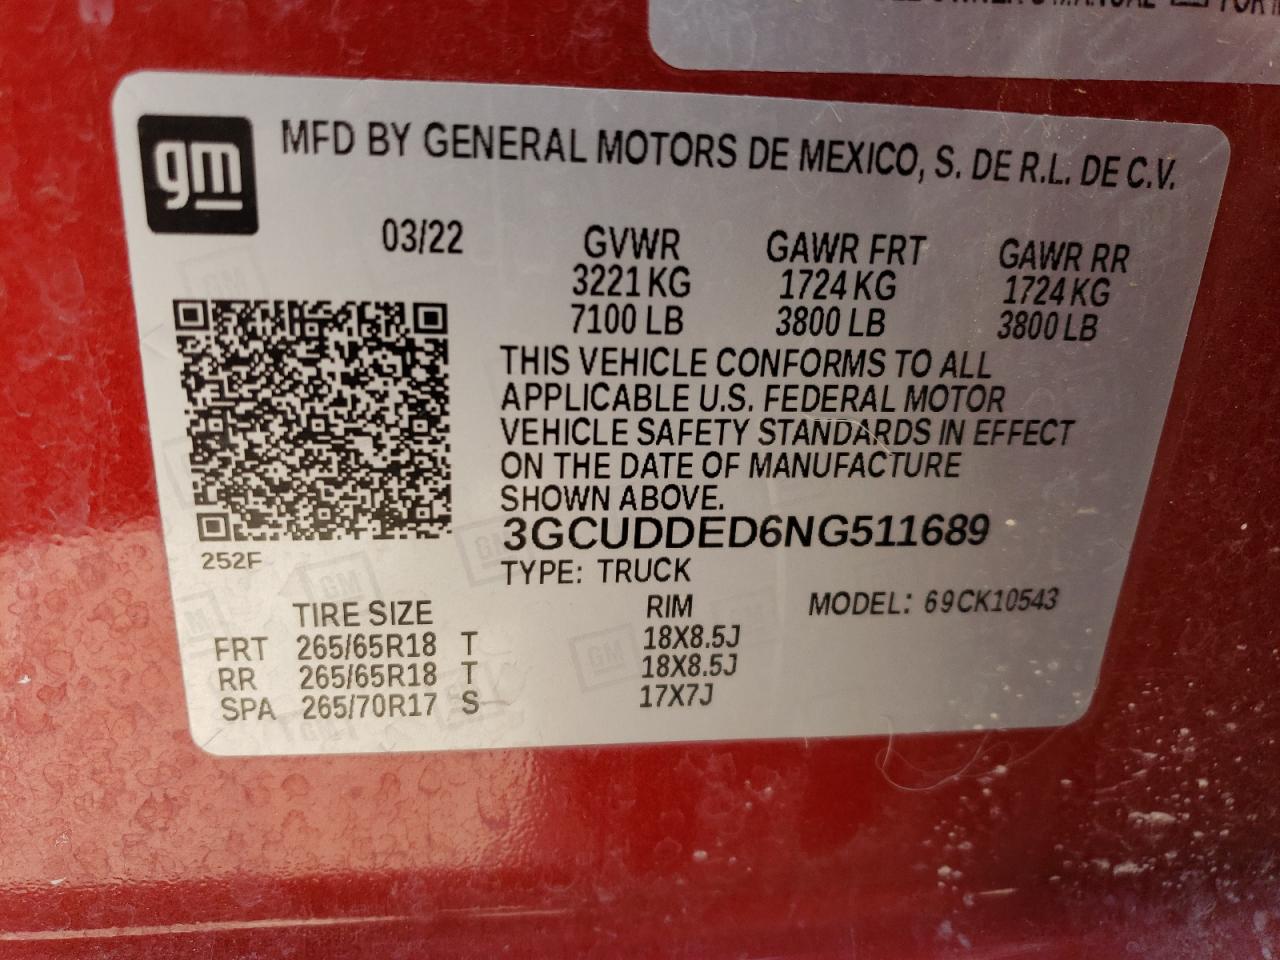 OWNER'S MANUAL
gm
MFD BY GENERAL MOTORS DE MEXICO, S. DE R.L. DE C.V.
03/22 GVWR GAWR FRT GAWR RR
3221 KG 1724 KG 1724 KG
7100 LB 3800 LB 3800 LB
THIS VEHICLE CONFORMS TO ALL
APPLICABLE U.S. FEDERAL MOTOR
VEHICLE SAFETY STANDARDS IN EFFECT
ON THE DATE OF MANUFACTURE
SHOWN ABOVE.
3GCUDDED6NG511689
252F
TYPE: TRUCK
TIRE SIZE RIM MODEL: 69CK10543
FRT 265/65R18 T 18X8.5J
RR 265/65R18 T 18X8.5J
SPA 265/70R17 S 17X7J